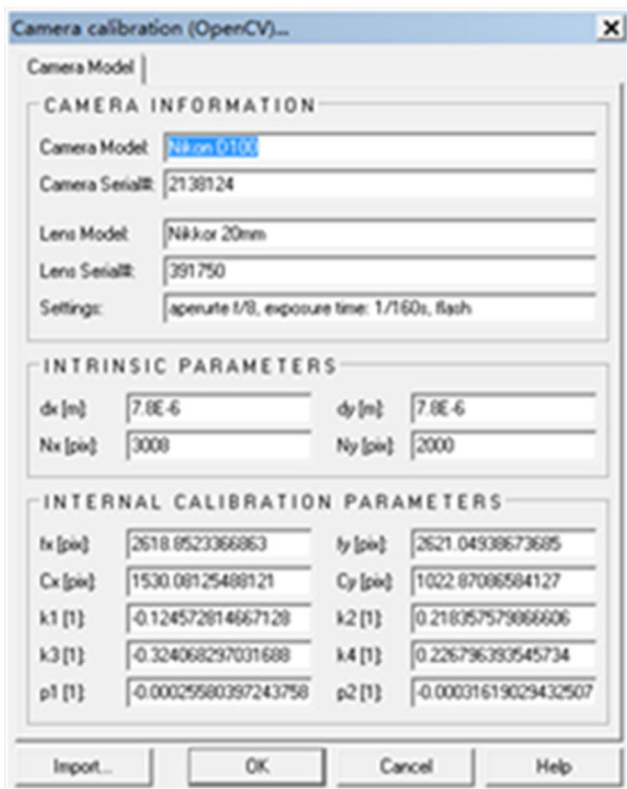 Camera calibration (OpenCV)...
Camera Model
CAMERA INFORMATION
Camera Model: Nikon D100
Camera Serial#: 2138124
Lens Model: Nikkor 20mm
Lens Serial#: 391750
Settings: aperurte f/8, exposure time: 1/160s, flash
INTRINSIC PARAMETERS
dx [m]: 7.8E-6 dy [m]: 7.8E-6
Nx [pix]: 3008 Ny [pix]: 2000
INTERNAL CALIBRATION PARAMETERS
fx [pix]: 2618.8523366863 fy [pix]: 2621.04938673685
Cx [pix]: 1530.08125488121 Cy [pix]: 1022.87086584127
k1 [1]: -0.124572814667128 k2 [1]: 0.218357579866606
k3 [1]: -0.324068297031688 k4 [1]: 0.226796393545734
p1 [1]: -0.00025580397243758 p2 [1]: -0.00031619029432507
Import... OK Cancel Help